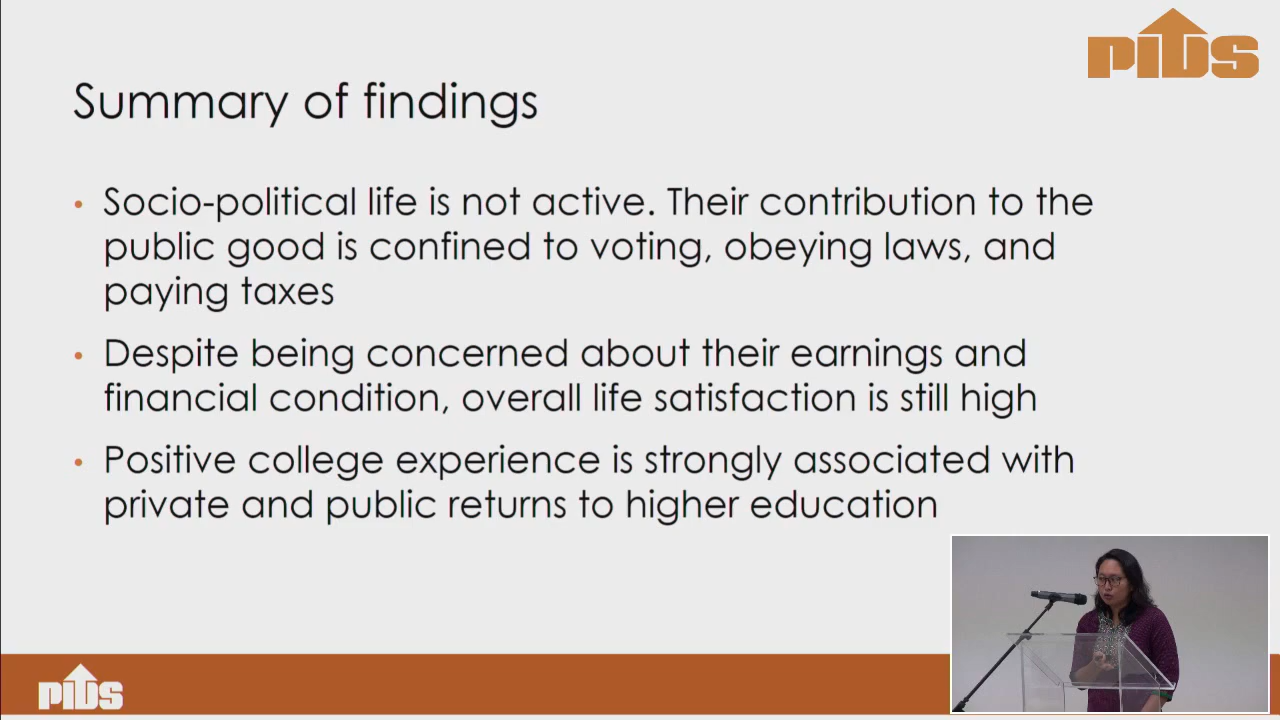 PIDS
Summary of findings
• Socio-political life is not active. Their contribution to the
public good is confined to voting, obeying laws, and
paying taxes
• Despite being concerned about their earnings and
financial condition, overall life satisfaction is still high
• Positive college experience is strongly associated with
private and public returns to higher education
PIDS